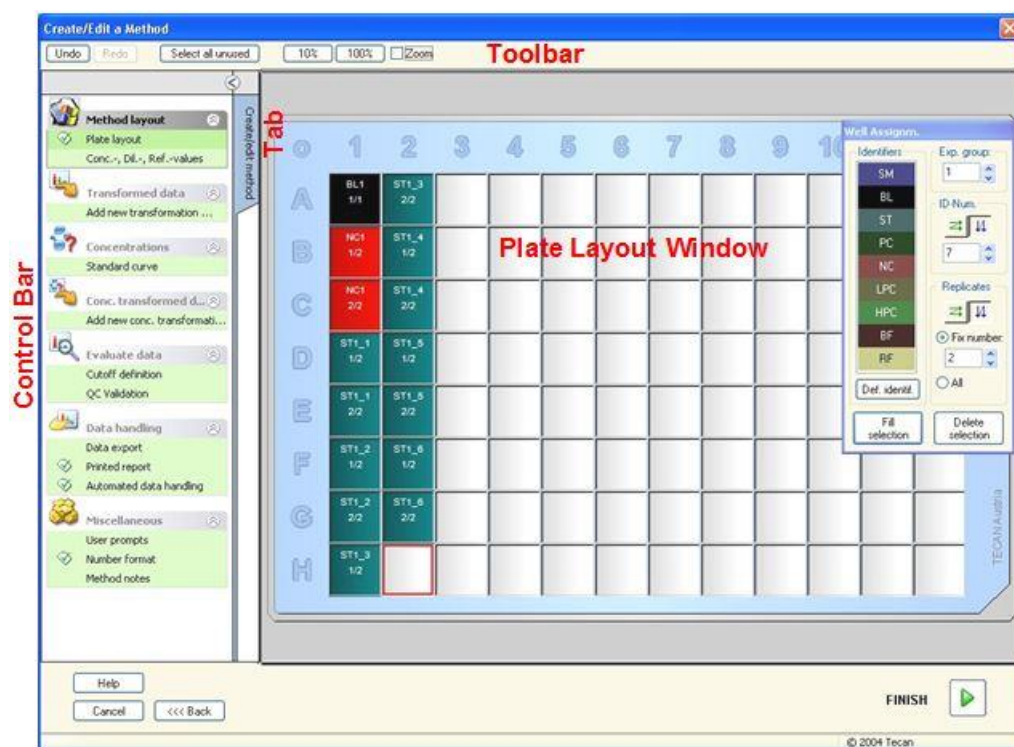 Create/Edit a Method
Undo Redo Select all unused 10% 100% Zoom Toolbar
Control Bar
Method layout
Plate layout
Conc.-, Dil.-, Ref.-values
Transformed data
Add new transformation ...
Concentrations
Standard curve
Conc. transformed d...
Add new conc. transformati...
Evaluate data
Cutoff definition
QC Validation
Data handling
Data export
Printed report
Automated data handling
Miscellaneous
User prompts
Number format
Method notes
Create/edit method
Tab
1 2 3 4 5 6 7 8 9 10
A
BL1 ST1_3
1/1 2/2
B
NC1 ST1_4
1/2 1/2
Plate Layout Window
C
NC1 ST1_4
2/2 2/2
D
ST1_1 ST1_5
1/2 1/2
E
ST1_1 ST1_5
2/2 2/2
F
ST1_2 ST1_6
1/2 1/2
G
ST1_2 ST1_6
2/2 2/2
H
ST1_3
1/2
TECAN Austria
Well Assignm.
Identifiers
SM
BL
ST
PC
NC
LPC
HPC
BF
RF
Def. identif.
Fill
selection
Exp. group:
1
ID-Num.
7
Replicates
Fix number:
2
All
Delete
selection
Help
Cancel <<< Back
FINISH
© 2004 Tecan